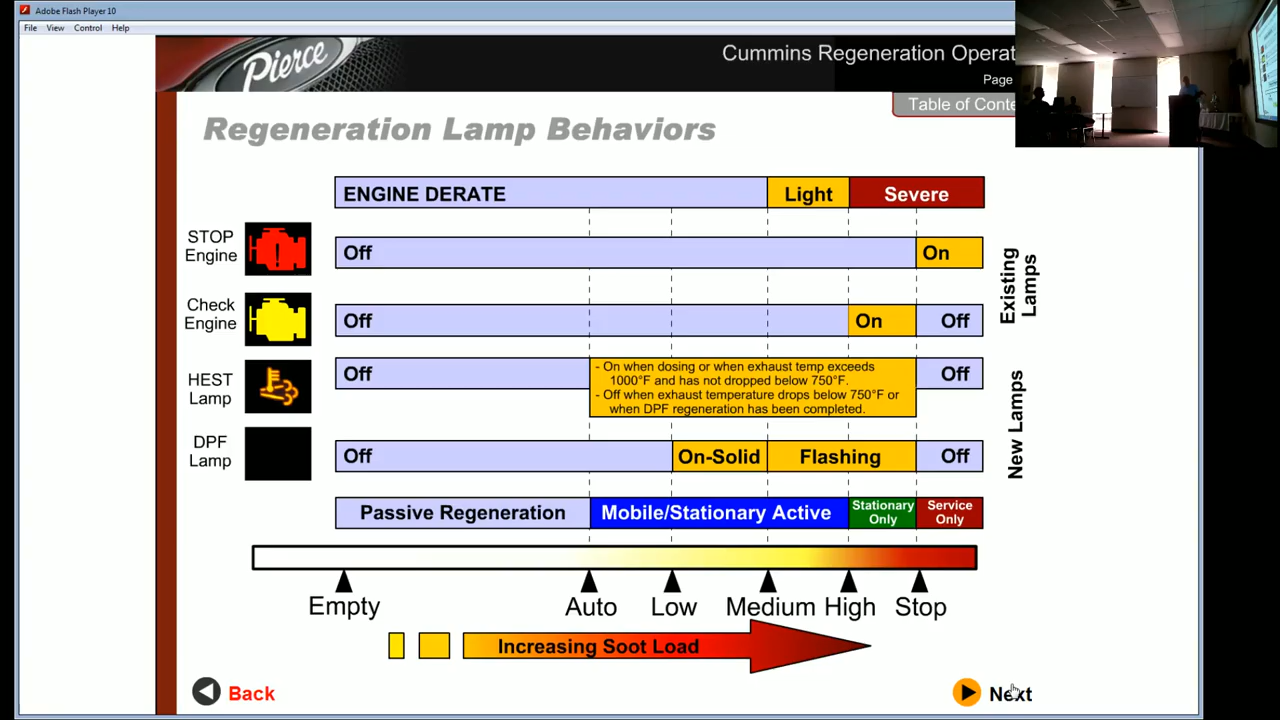 Adobe Flash Player 10
File View Control Help
Pierce
Cummins Regeneration Operat
Page
Table of Conte
Regeneration Lamp Behaviors
ENGINE DERATE Light Severe
STOP Engine Off On
Check Engine Off On Off
HEST Lamp Off
- On when dosing or when exhaust temp exceeds
1000°F and has not dropped below 750°F.
- Off when exhaust temperature drops below 750°F or
when DPF regeneration has been completed.
Off
DPF Lamp Off On-Solid Flashing Off
Existing Lamps
New Lamps
Passive Regeneration Mobile/Stationary Active Stationary Only Service Only
Empty Auto Low Medium High Stop
Increasing Soot Load
Back Next